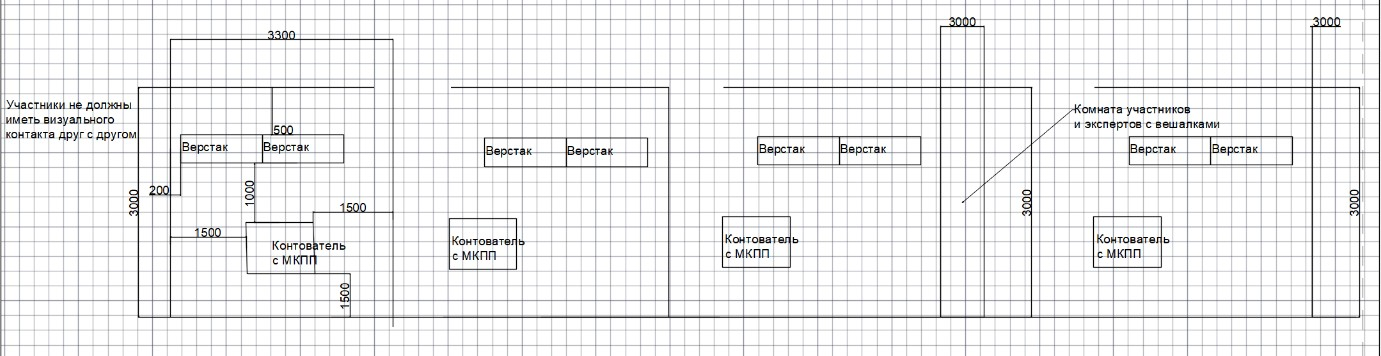 3000
3000
3300
Участники не должны
иметь визуального
контакта друг с другом
Комната участников
и экспертов с вешалками
500
Верстак
Верстак
Верстак
Верстак
Верстак
Верстак
Верстак
Верстак
200
1000
3000
3000
3000
1500
1500
Контователь
с МКПП
Контователь
с МКПП
Контователь
с МКПП
Контователь
с МКПП
1500